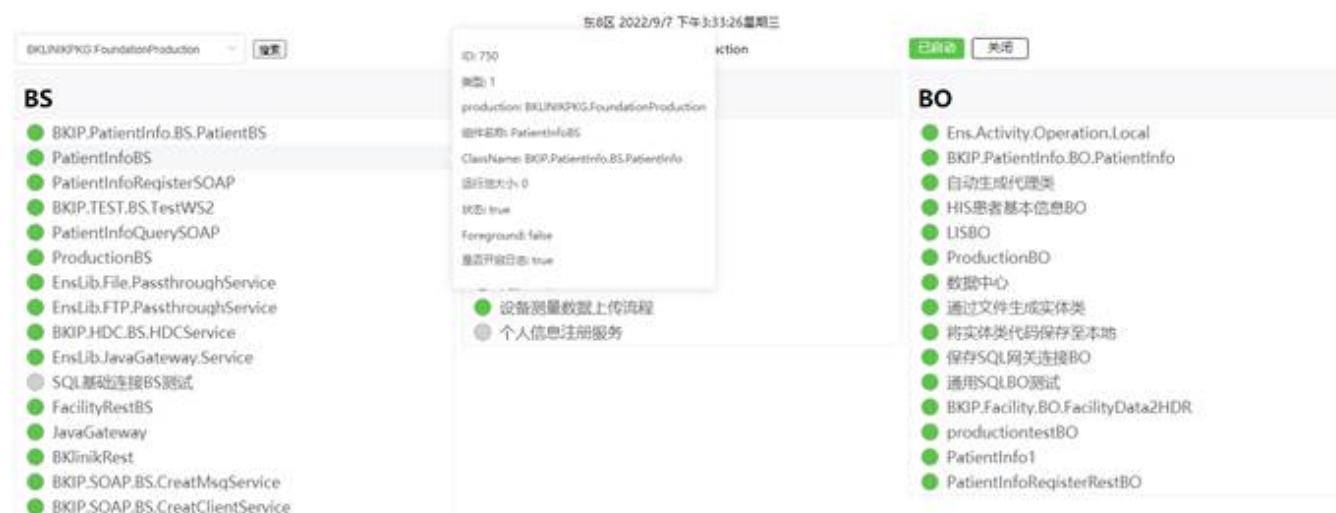 东8区 2022/9/7 下午3:33:26星期三
BKLINIKPKG.FoundationProduction
搜索
ction
已启动
关闭
BS
BKIP.PatientInfo.BS.PatientBS
PatientInfoBS
PatientInfoRegisterSOAP
BKIP.TEST.BS.TestWS2
PatientInfoQuerySOAP
ProductionBS
EnsLib.File.PassthroughService
EnsLib.FTP.PassthroughService
BKIP.HDC.BS.HDCService
EnsLib.JavaGateway.Service
SQL基础连接BS测试
FacilityRestBS
JavaGateway
BKlinikRest
BKIP.SOAP.BS.CreatMsgService
BKIP.SOAP.BS.CreatClientService
ID: 750
类型: 1
production: BKLINIKPKG.FoundationProduction
组件名称: PatientInfoBS
ClassName: BKIP.PatientInfo.BS.PatientInfo
运行池大小: 0
状态: true
Foreground: false
是否开启日志: true
设备测量数据上传流程
个人信息注册服务
BO
Ens.Activity.Operation.Local
BKIP.PatientInfo.BO.PatientInfo
自动生成代理类
HIS患者基本信息BO
LISBO
ProductionBO
数据中心
通过文件生成实体类
将实体类代码保存至本地
保存SQL网关连接BO
通用SQLBO测试
BKIP.Facility.BO.FacilityData2HDR
productiontestBO
PatientInfo1
PatientInfoRegisterRestBO